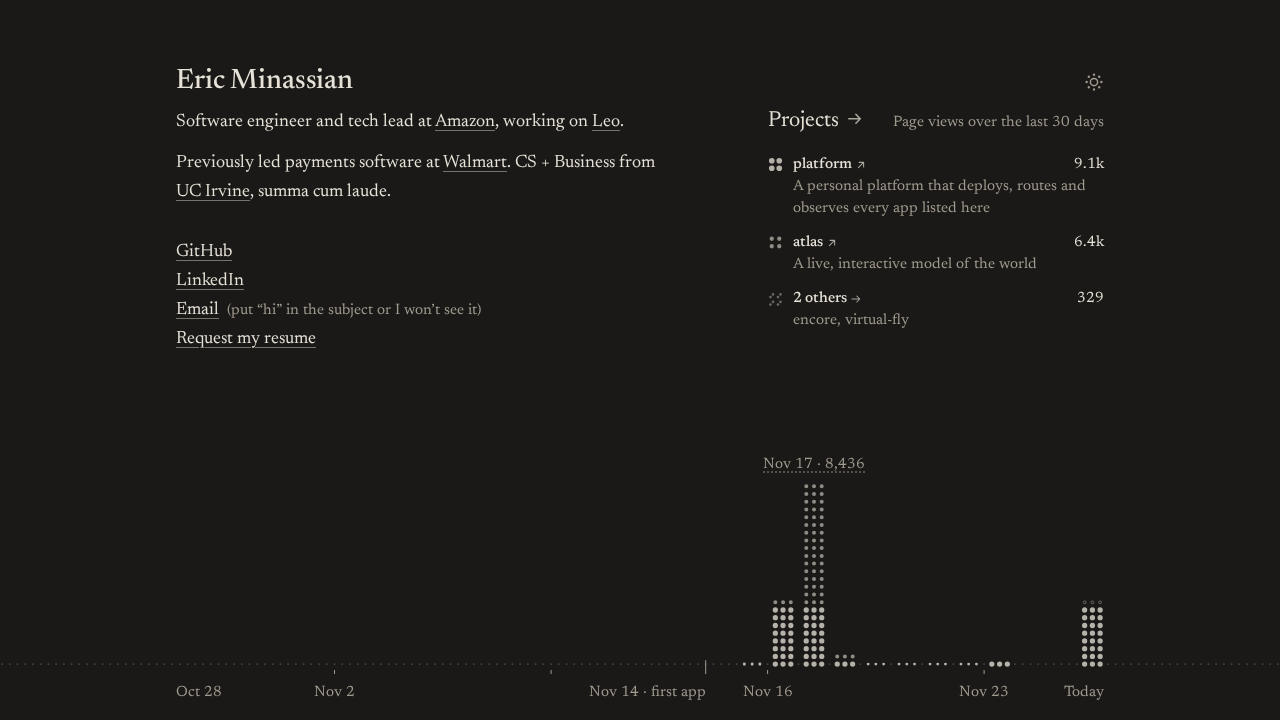 Eric Minassian
Software engineer and tech lead at Amazon, working on Leo.
Previously led payments software at Walmart. CS + Business from
UC Irvine, summa cum laude.
GitHub
LinkedIn
Email (put “hi” in the subject or I won’t see it)
Request my resume
Projects → Page views over the last 30 days
platform ↗ 9.1k
A personal platform that deploys, routes and
observes every app listed here
atlas ↗ 6.4k
A live, interactive model of the world
2 others → 329
encore, virtual-fly
Nov 17 · 8,436
Oct 28 Nov 2 Nov 14 · first app Nov 16 Nov 23 Today